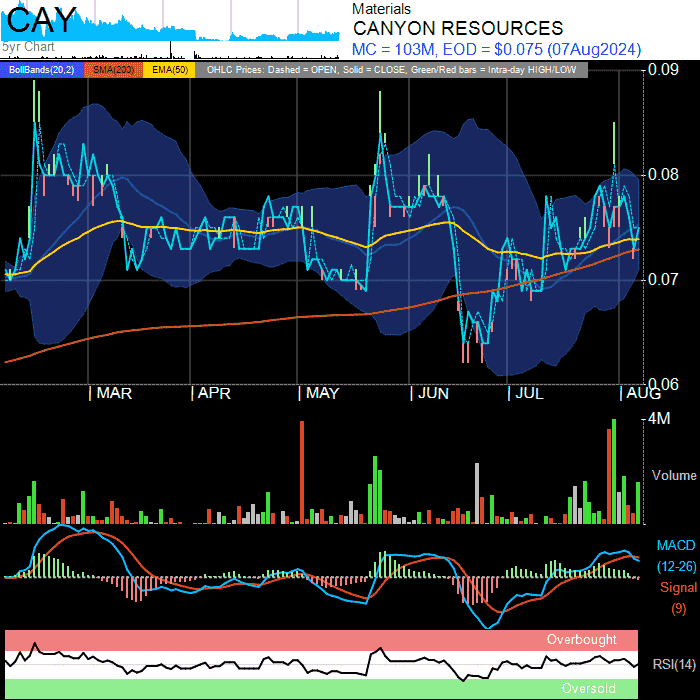 CAY
5yr Chart
Materials
CANYON RESOURCES
MC = 103M, EOD = $0.075 (07Aug2024)
BollBands(20,2) SMA(200) EMA(50) OHLC Prices: Dashed = OPEN, Solid = CLOSE, Green/Red bars = Intra-day HIGH/LOW
0.09
0.08
0.07
0.06
| MAR | APR | MAY | JUN | JUL | AUG
4M
Volume
MACD
(12-26)
Signal
(9)
Overbought
RSI(14)
Oversold